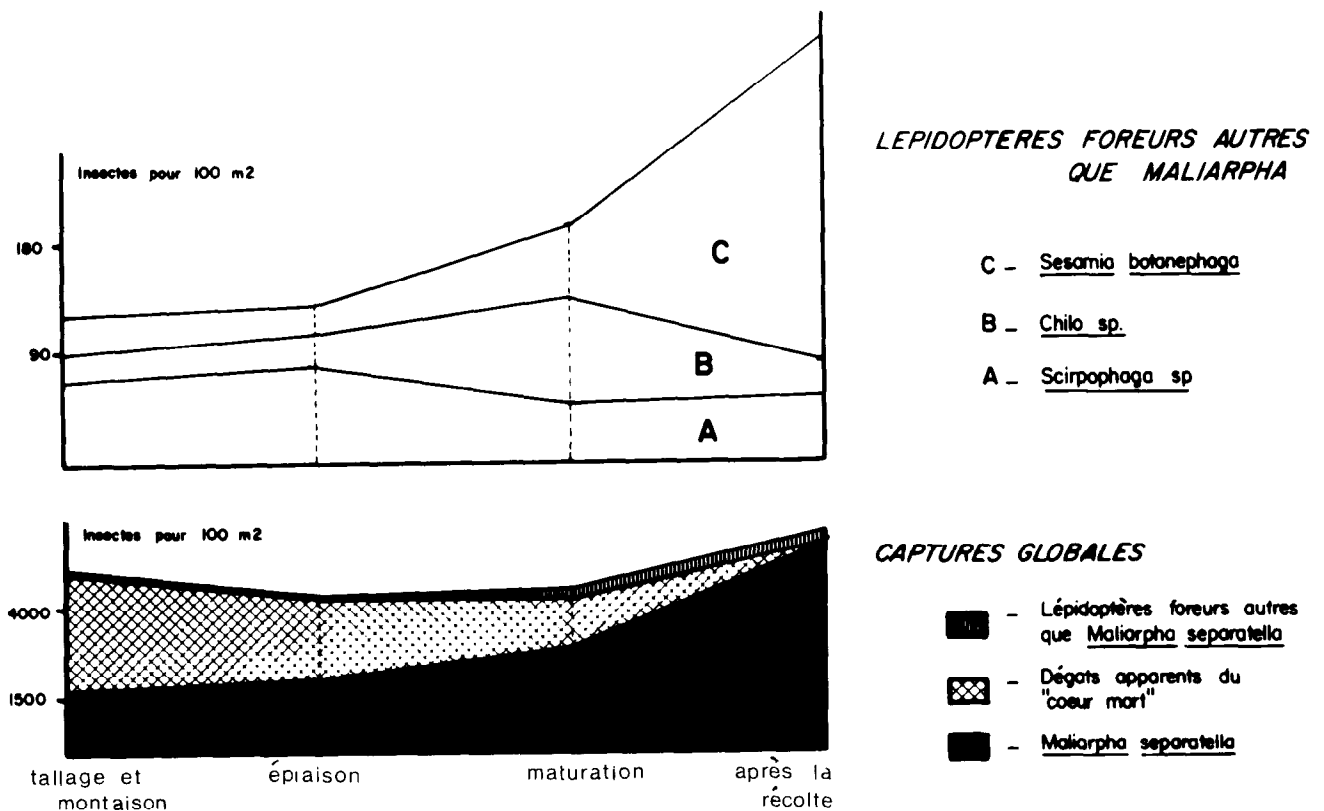 Insectes pour 100 m2
180
90
C
B
A
LEPIDOPTERES FOREURS AUTRES
QUE MALIARPHA
C - Sesamia botanephaga
B - Chilo sp.
A - Scirpophaga sp
Insectes pour 100 m2
4000
1500
tallage et
montaison
épiaison
maturation
après la
récolte
CAPTURES GLOBALES
- Lépidoptères foreurs autres
que Maliarpha separatella
- Dégats apparents du
"coeur mort"
- Maliarpha separatella